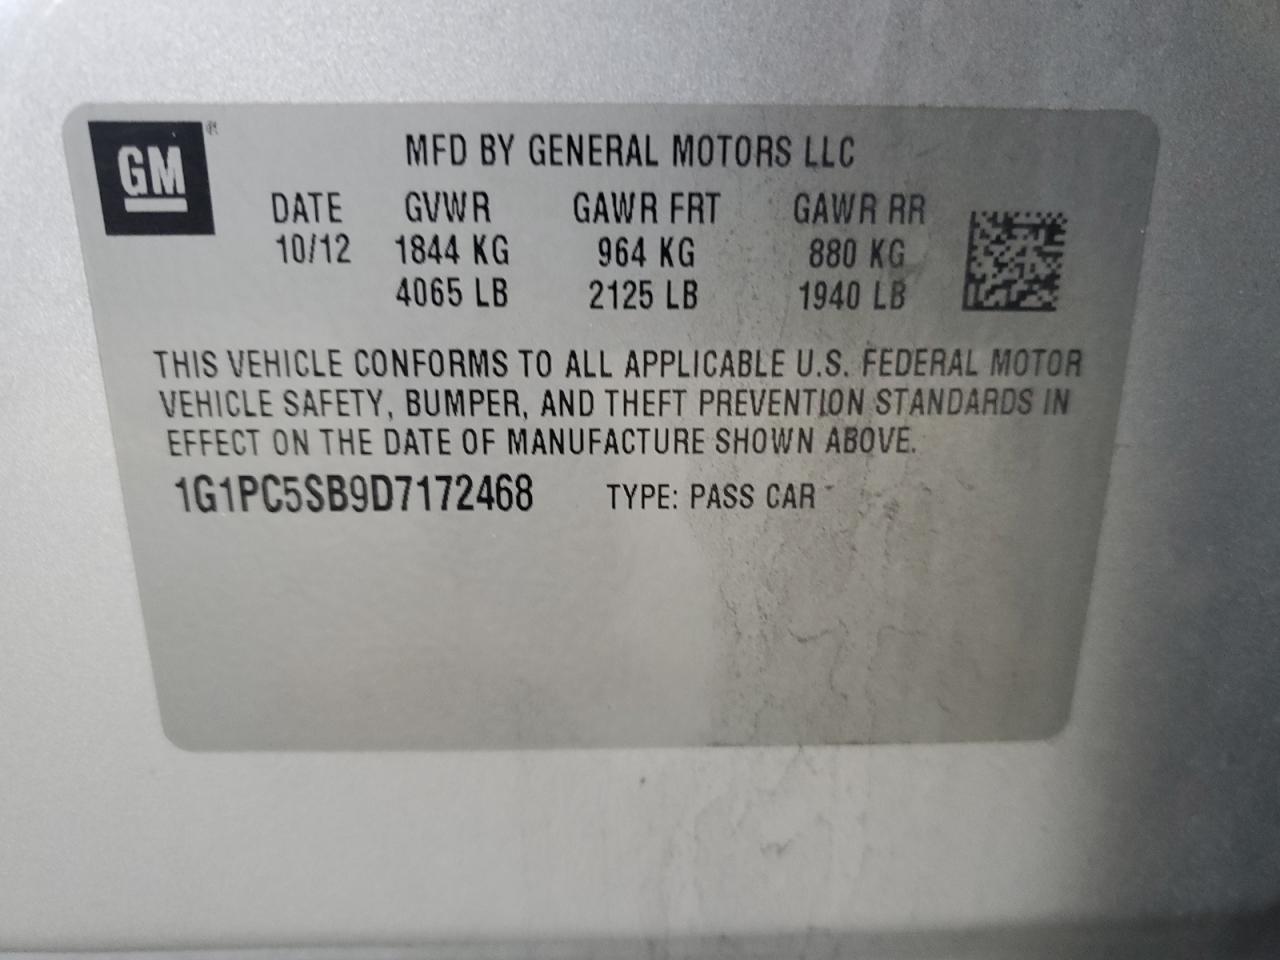 GM ®
MFD BY GENERAL MOTORS LLC
DATE GVWR GAWR FRT GAWR RR
10/12 1844 KG 964 KG 880 KG
4065 LB 2125 LB 1940 LB
THIS VEHICLE CONFORMS TO ALL APPLICABLE U.S. FEDERAL MOTOR
VEHICLE SAFETY, BUMPER, AND THEFT PREVENTION STANDARDS IN
EFFECT ON THE DATE OF MANUFACTURE SHOWN ABOVE.
1G1PC5SB9D7172468 TYPE: PASS CAR